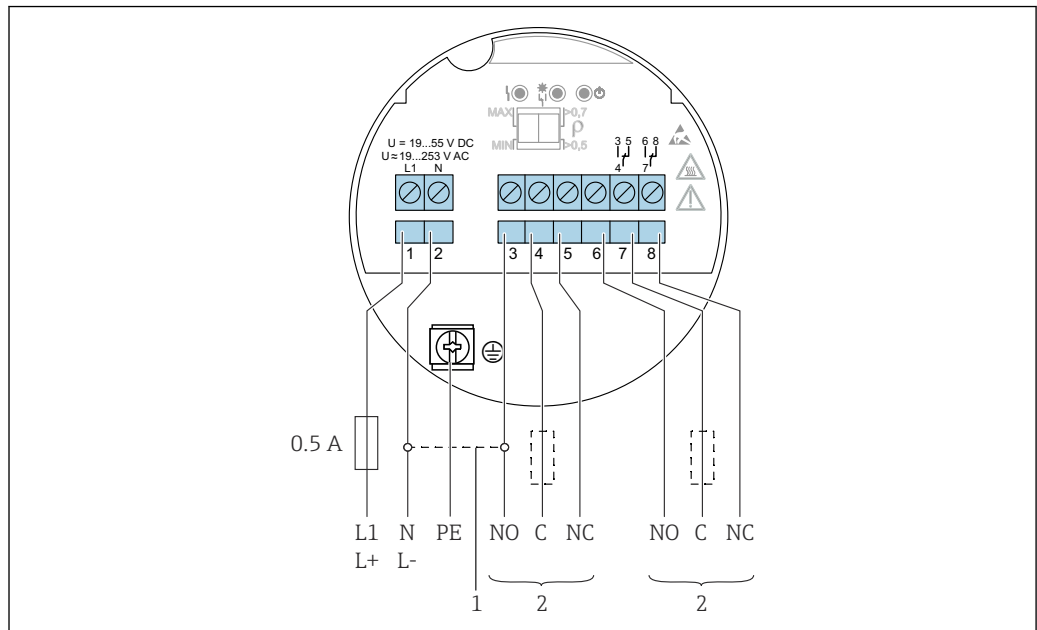 MAX >0,7
ρ
MIN >0,5
U = 19...55 V DC
U≂19...253 V AC
L1 N
3 5 6 8
4 7
1 2 3 4 5 6 7 8
0.5 A
L1 N PE NO C NC NO C NC
L+ L-
1 2 2